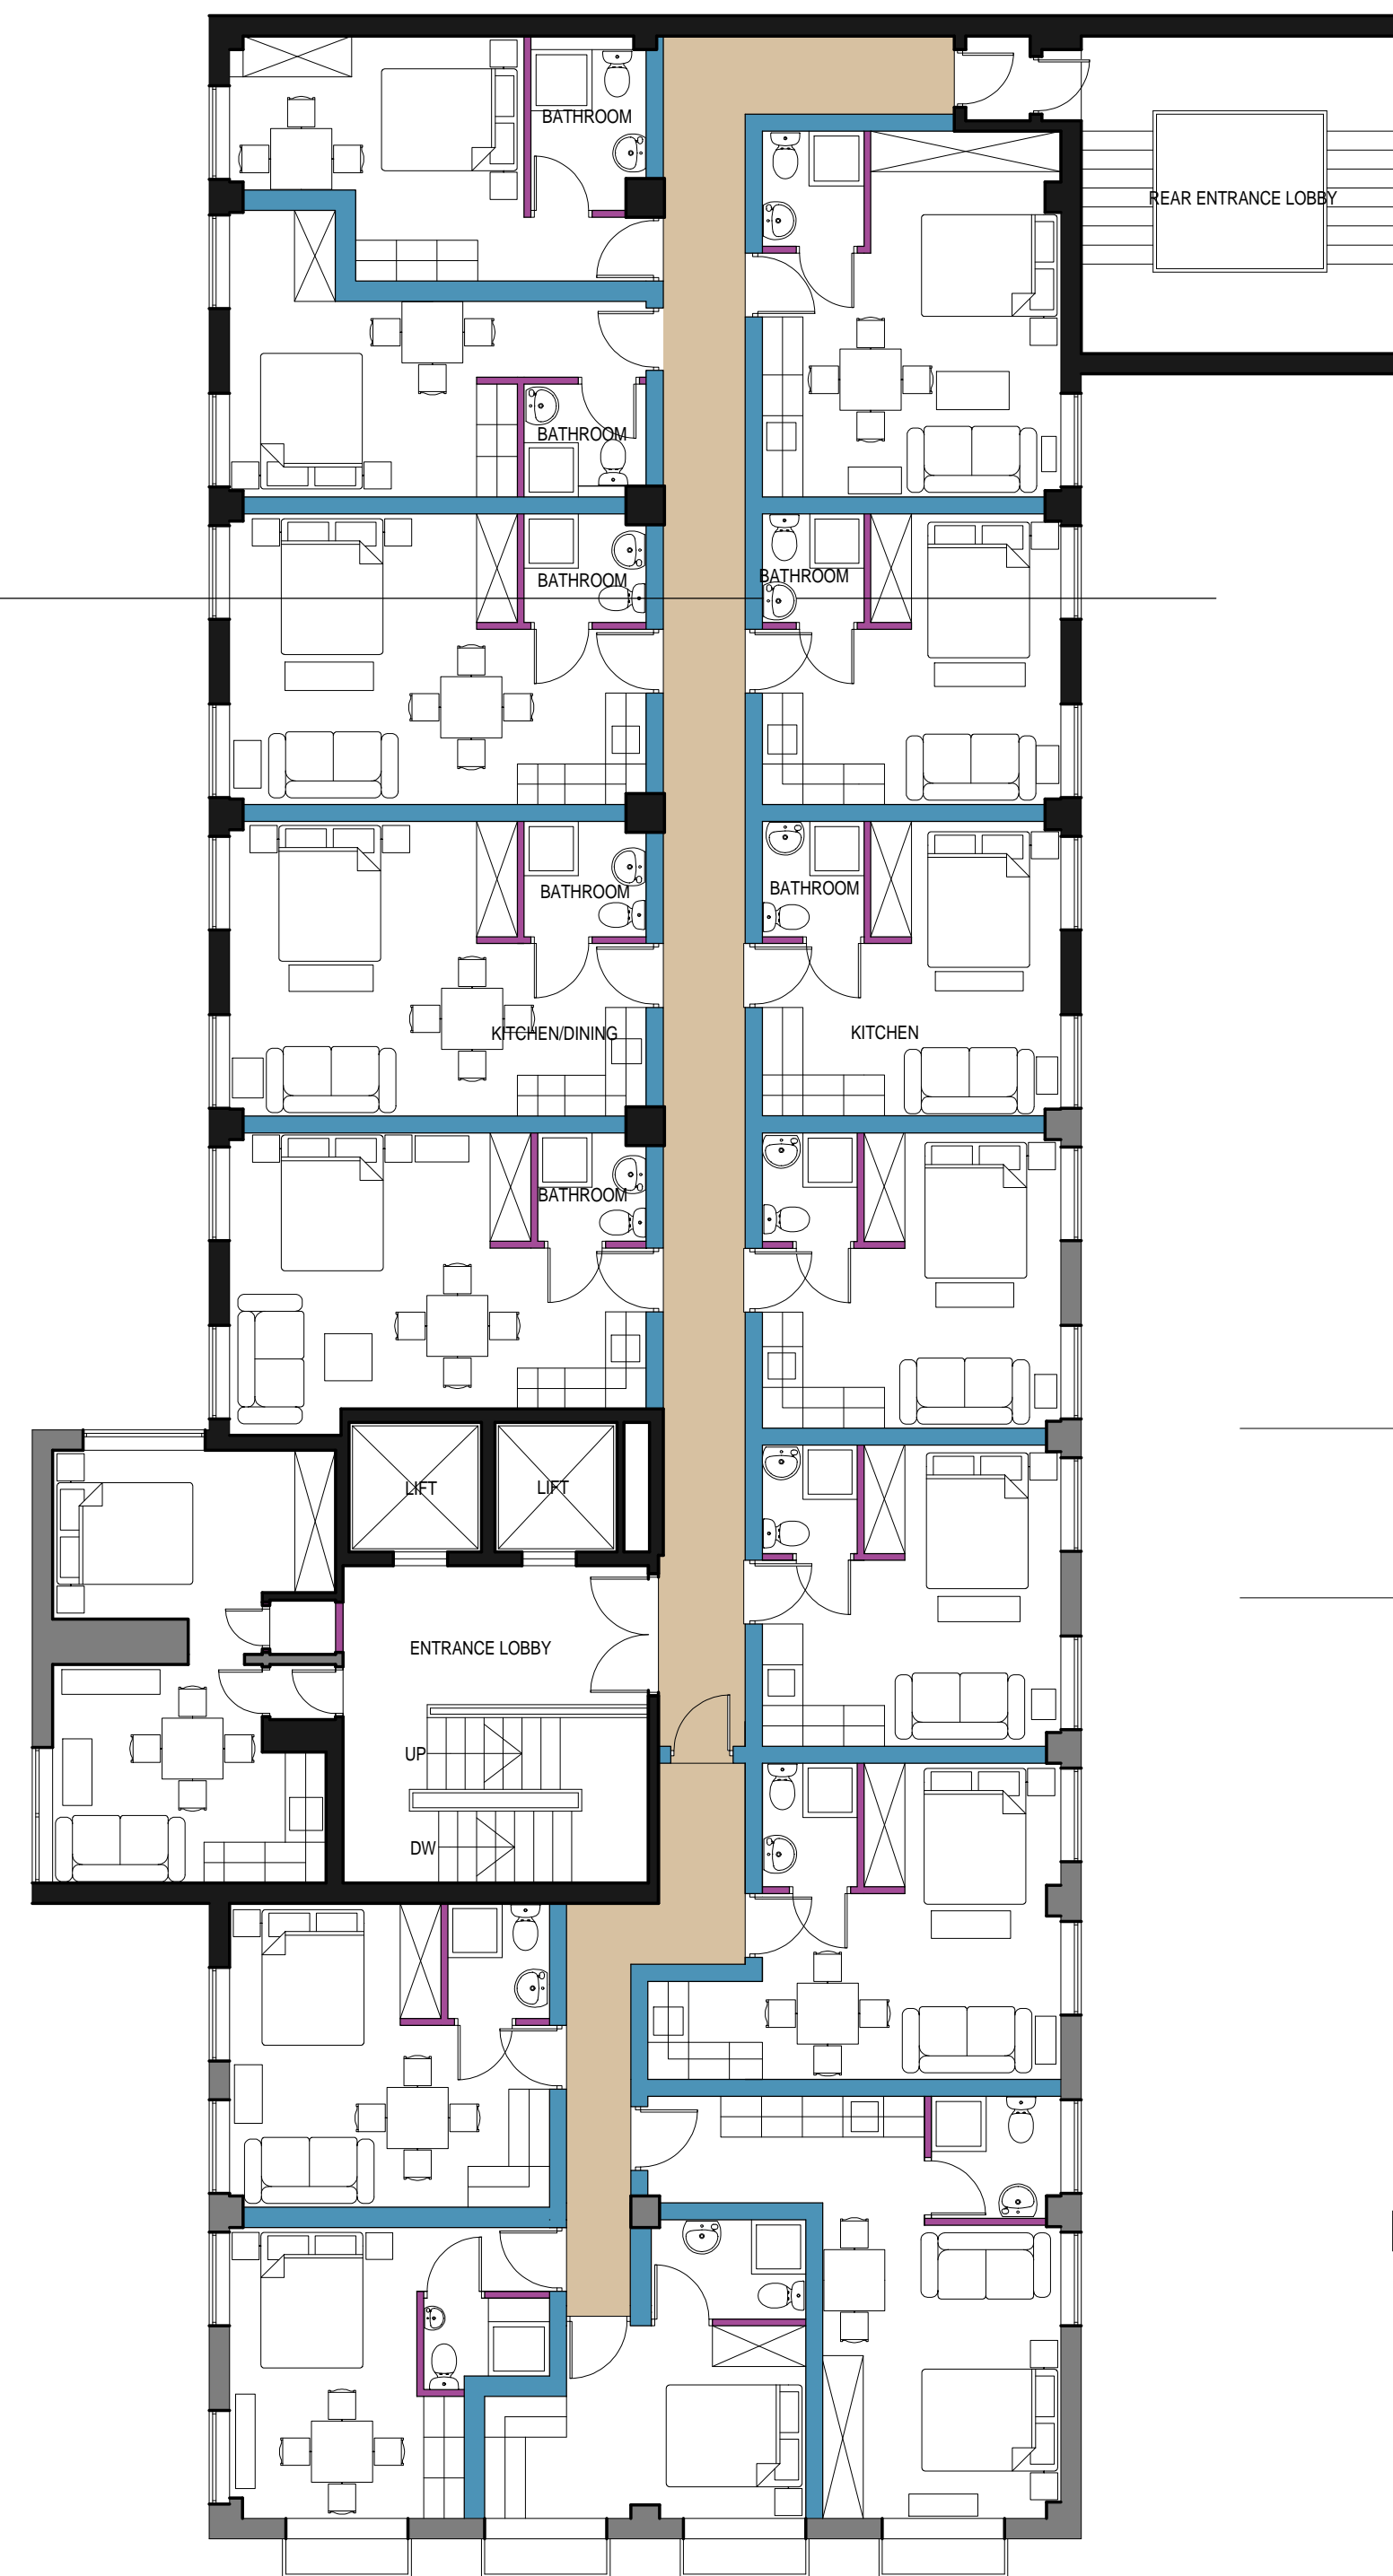 BATHROOM
REAR ENTRANCE LOBBY
BATHROOM
BATHROOM
BATHROOM
BATHROOM
BATHROOM
KITCHEN/DINING
KITCHEN
BATHROOM
LIFT
LIFT
ENTRANCE LOBBY
UP
DW